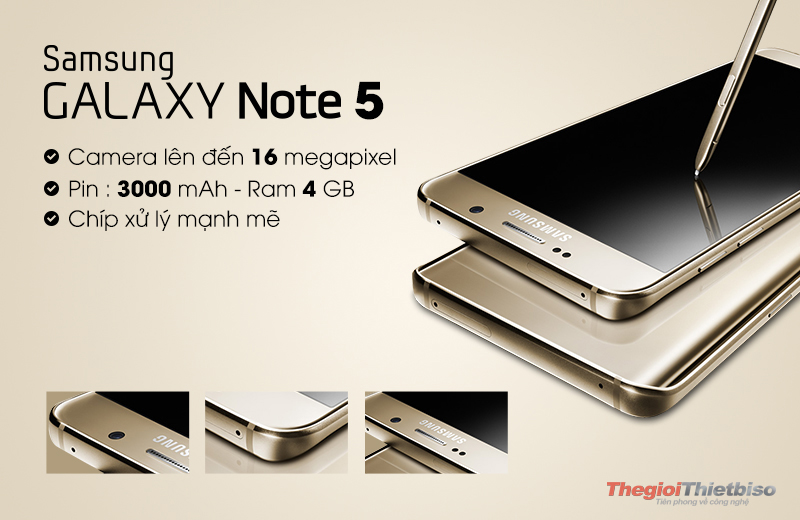 Samsung
GALAXY Note 5
Camera lên đến 16 megapixel
Pin : 3000 mAh - Ram 4 GB
Chíp xử lý mạnh mẽ
SAMSUNG
SAMSUNG
SAMSUNG
ThegioiThietbiso
Tiên phong về công nghệ